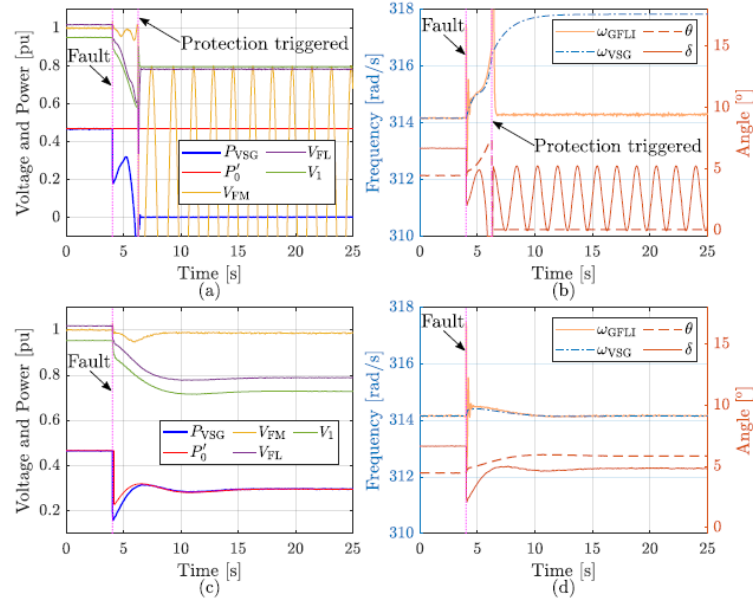 Voltage and Power [pu]
1
0.8
0.6
0.4
0.2
0
Protection triggered
Fault
P_VSG
V_FL
P'_0
V_1
V_FM
0 5 10 15 20 25
Time [s]
(a)
Frequency [rad/s]
318
316
314
312
310
ω_GFLI
θ
ω_VSG
δ
Fault
Protection triggered
15
10
5
0
Angle [°]
0 5 10 15 20 25
Time [s]
(b)
Voltage and Power [pu]
1
0.8
0.6
0.4
0.2
Fault
P_VSG
V_FM
V_1
P'_0
V_FL
0 5 10 15 20 25
Time [s]
(c)
Frequency [rad/s]
318
316
314
312
310
Fault
ω_GFLI
θ
ω_VSG
δ
15
10
5
0
Angle [°]
0 5 10 15 20 25
Time [s]
(d)